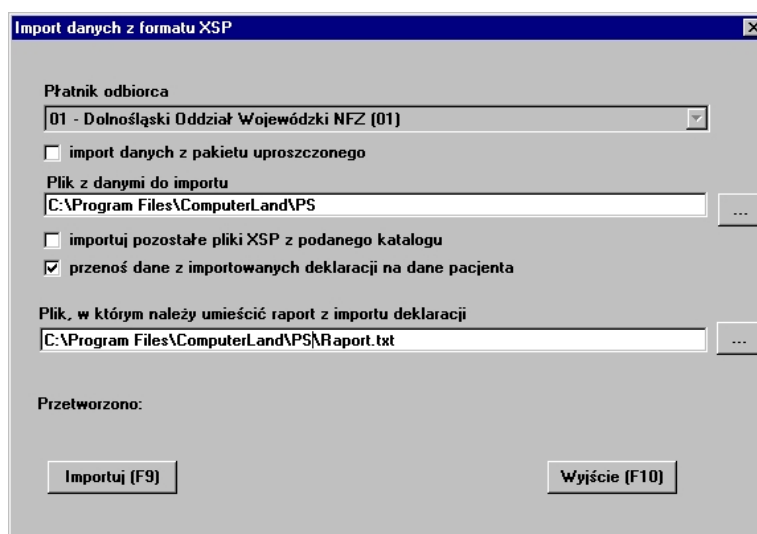 Import danych z formatu XSP
Płatnik odbiorca
01 - Dolnośląski Oddział Wojewódzki NFZ (01)
import danych z pakietu uproszczonego
Plik z danymi do importu
C:\Program Files\ComputerLand\PS
...
importuj pozostałe pliki XSP z podanego katalogu
przenoś dane z importowanych deklaracji na dane pacjenta
Plik, w którym należy umieścić raport z importu deklaracji
C:\Program Files\ComputerLand\PS\Raport.txt
...
Przetworzono:
Importuj (F9)
Wyjście (F10)